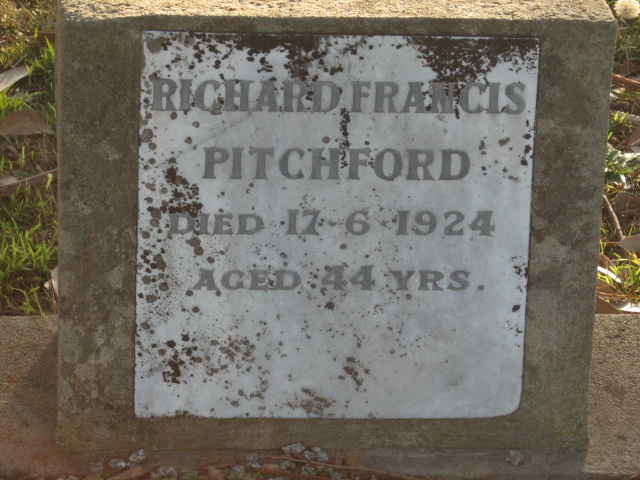 RICHARD FRANCIS
PITCHFORD
DIED 17-6-1924
AGED 44 YRS.